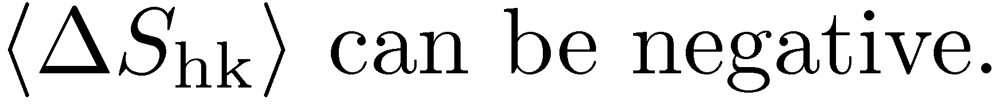 ⟨ΔS_hk⟩ can be negative.